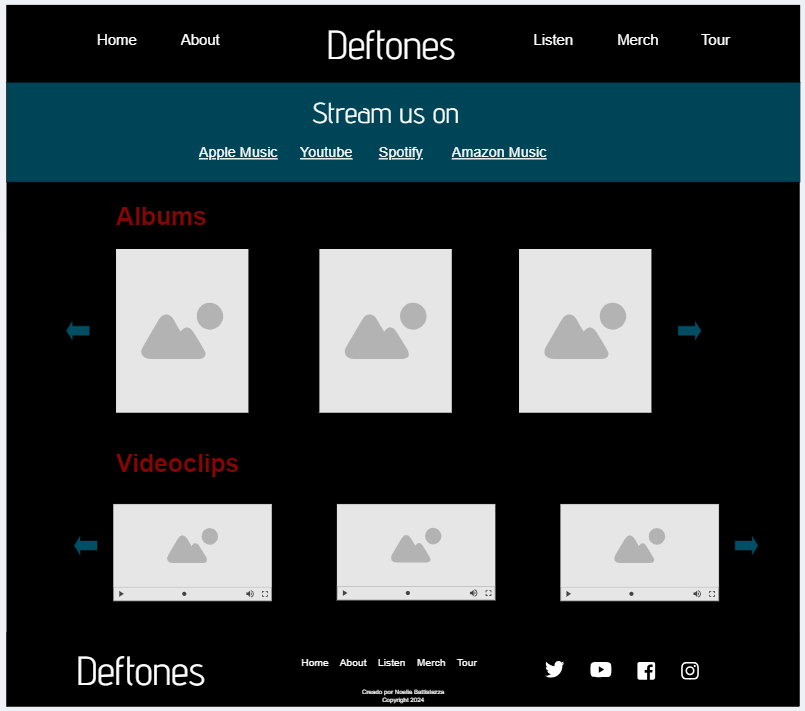 Home About Deftones Listen Merch Tour
Stream us on
Apple Music Youtube Spotify Amazon Music
Albums
Videoclips
Deftones
Home About Listen Merch Tour
Creado por Noelia Battistezza
Copyright 2024